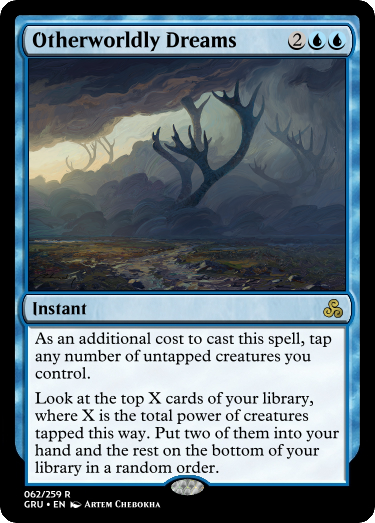 Otherworldly Dreams 2
Instant
As an additional cost to cast this spell, tap
any number of untapped creatures you
control.
Look at the top X cards of your library,
where X is the total power of creatures
tapped this way. Put two of them into your
hand and the rest on the bottom of your
library in a random order.
062/259 R
GRU • EN Artem Chebokha